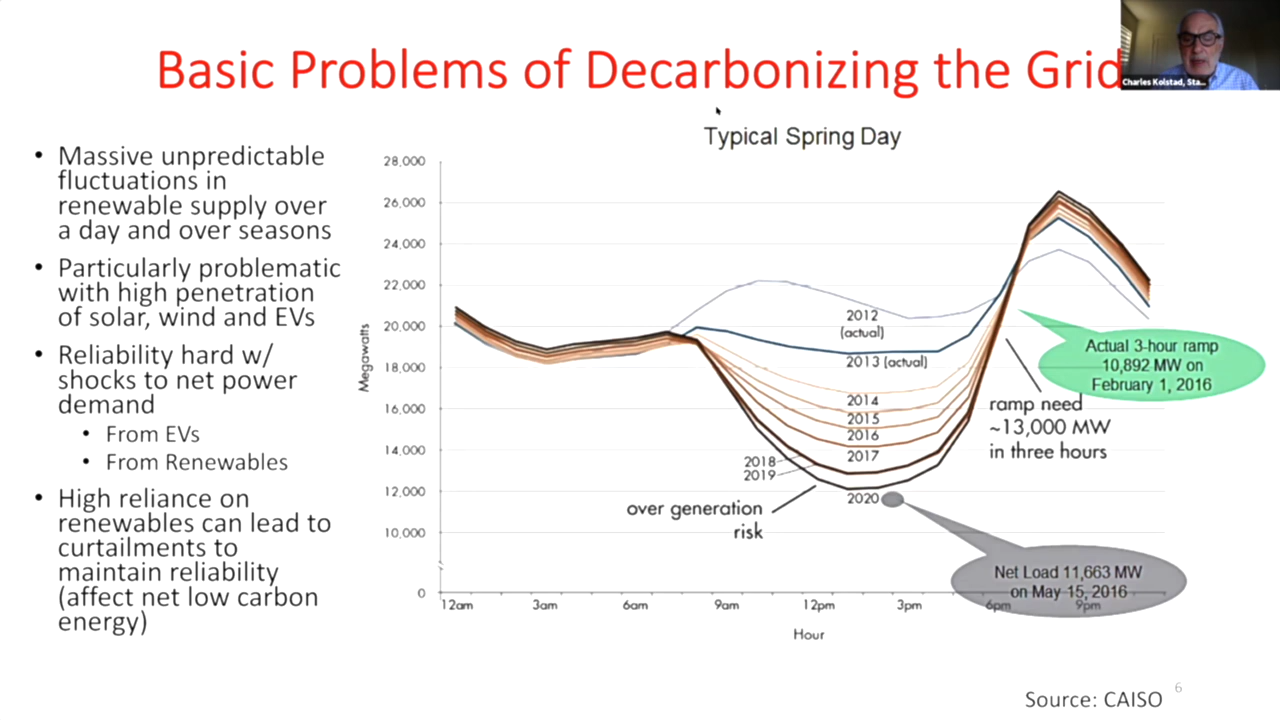 Basic Problems of Decarbonizing the Grid
Charles Kolstad, Sta...
• Massive unpredictable
fluctuations in
renewable supply over
a day and over seasons
• Particularly problematic
with high penetration
of solar, wind and EVs
• Reliability hard w/
shocks to net power
demand
• From EVs
• From Renewables
• High reliance on
renewables can lead to
curtailments to
maintain reliability
(affect net low carbon
energy)
Typical Spring Day
Megawatts
28,000
26,000
24,000
22,000
20,000
18,000
16,000
14,000
12,000
10,000
0
12am
3am
6am
9am
12pm
3pm
6pm
9pm
Hour
2012
(actual)
2013 (actual)
2014
2015
2016
2017
2018
2019
2020
over generation
risk
ramp need
~13,000 MW
in three hours
Actual 3-hour ramp
10,892 MW on
February 1, 2016
Net Load 11,663 MW
on May 15, 2016
Source: CAISO
6